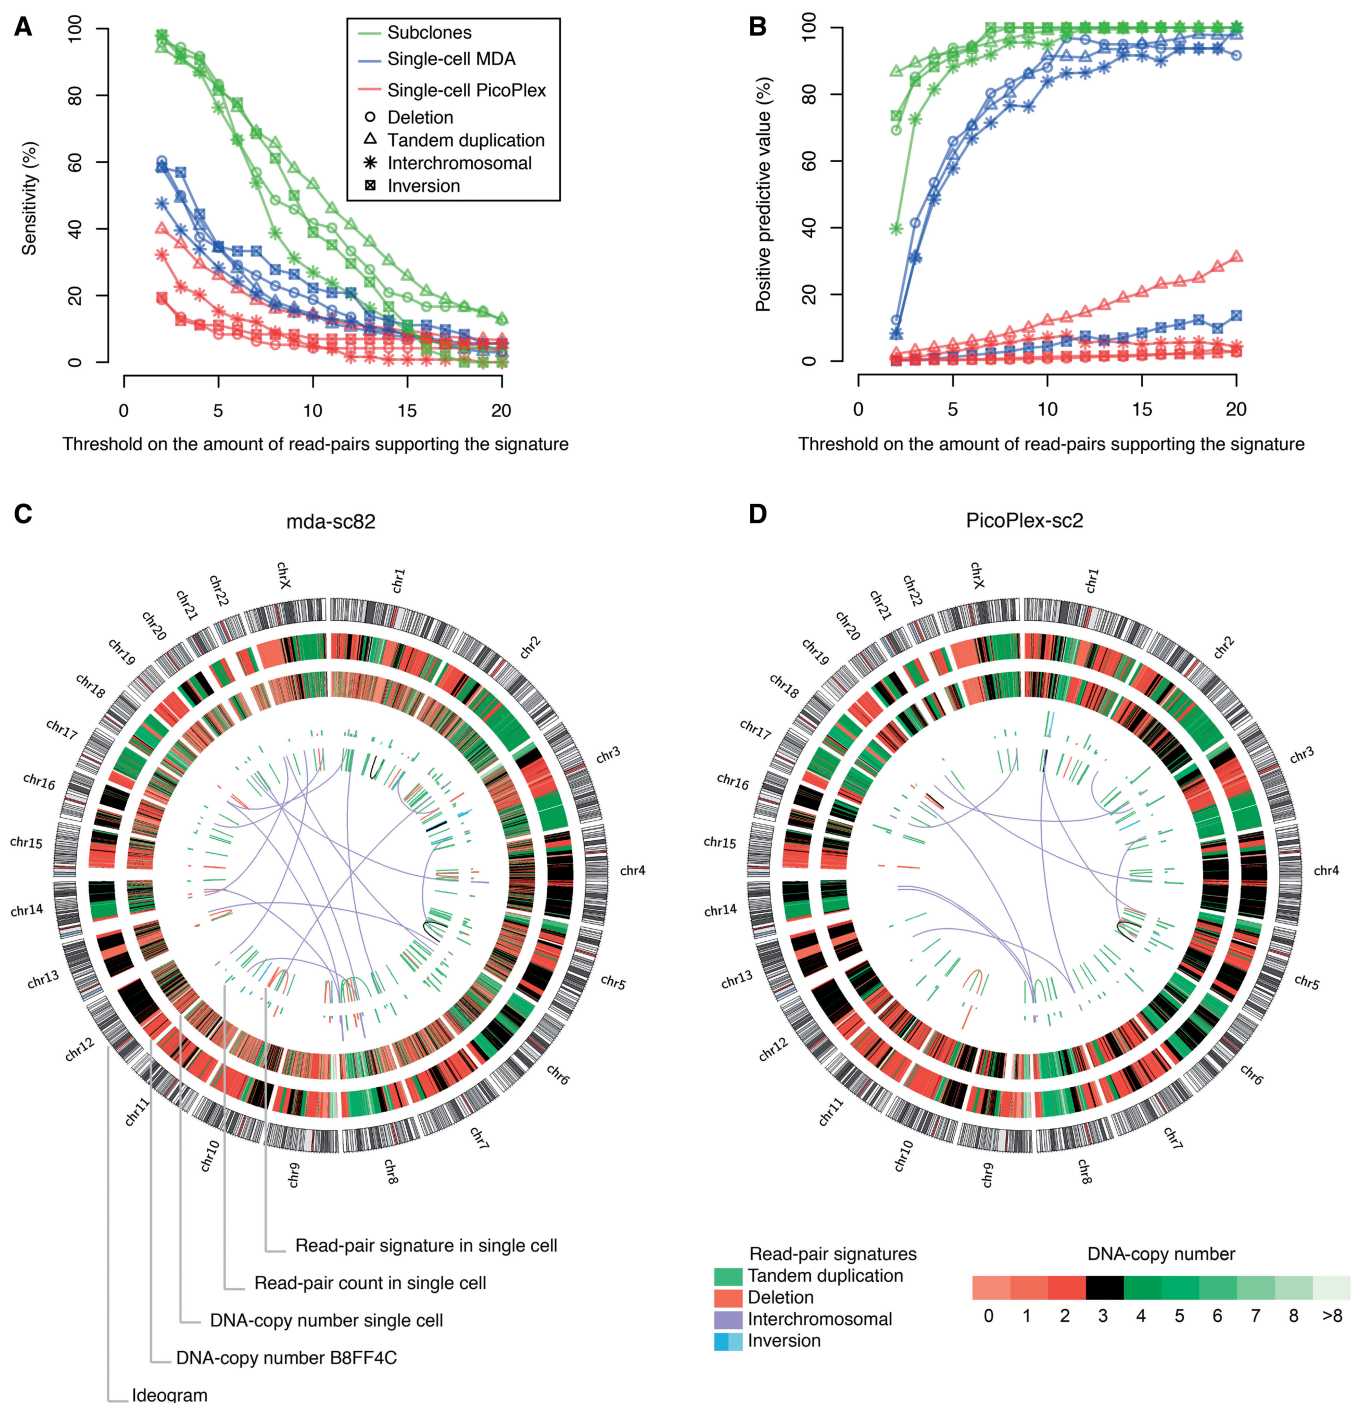 A
B
100
80
60
40
20
0
Sensitivity (%)
0 5 10 15 20
Threshold on the amount of read-pairs supporting the signature
Subclones
Single-cell MDA
Single-cell PicoPlex
Deletion
Tandem duplication
Interchromosomal
Inversion
100
80
60
40
20
0
Positive predictive value (%)
0 5 10 15 20
Threshold on the amount of read-pairs supporting the signature
C
mda-sc82
chr1
chr2
chr3
chr4
chr5
chr6
chr7
chr8
chr9
chr10
chr11
chr12
chr13
chr14
chr15
chr16
chr17
chr18
chr19
chr20
chr21
chr22
chrX
Read-pair signature in single cell
Read-pair count in single cell
DNA-copy number single cell
DNA-copy number B8FF4C
Ideogram
D
PicoPlex-sc2
chr1
chr2
chr3
chr4
chr5
chr6
chr7
chr8
chr9
chr10
chr11
chr12
chr13
chr14
chr15
chr16
chr17
chr18
chr19
chr20
chr21
chr22
chrX
Read-pair signatures
Tandem duplication
Deletion
Interchromosomal
Inversion
DNA-copy number
0 1 2 3 4 5 6 7 8 >8